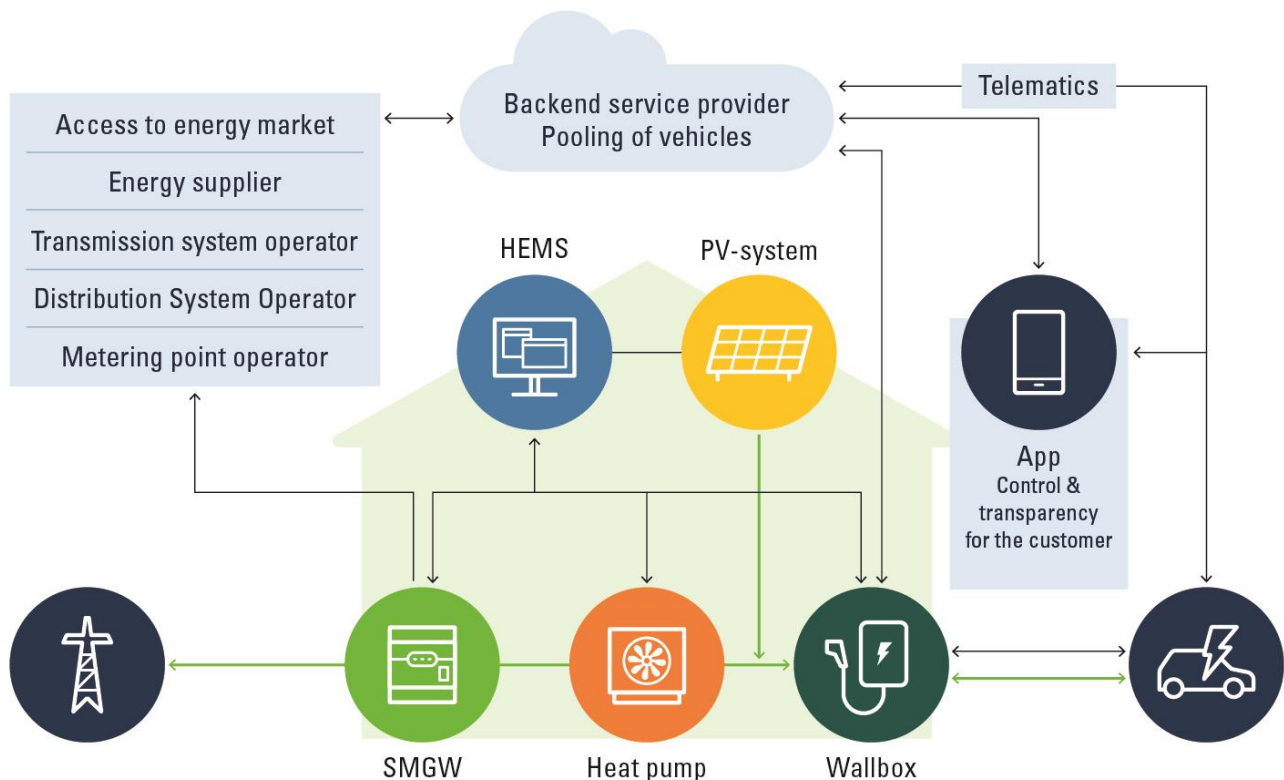 Telematics
Backend service provider
Pooling of vehicles
Access to energy market
Energy supplier
Transmission system operator
Distribution System Operator
Metering point operator
HEMS
PV-system
App
Control &
transparency
for the customer
SMGW
Heat pump
Wallbox